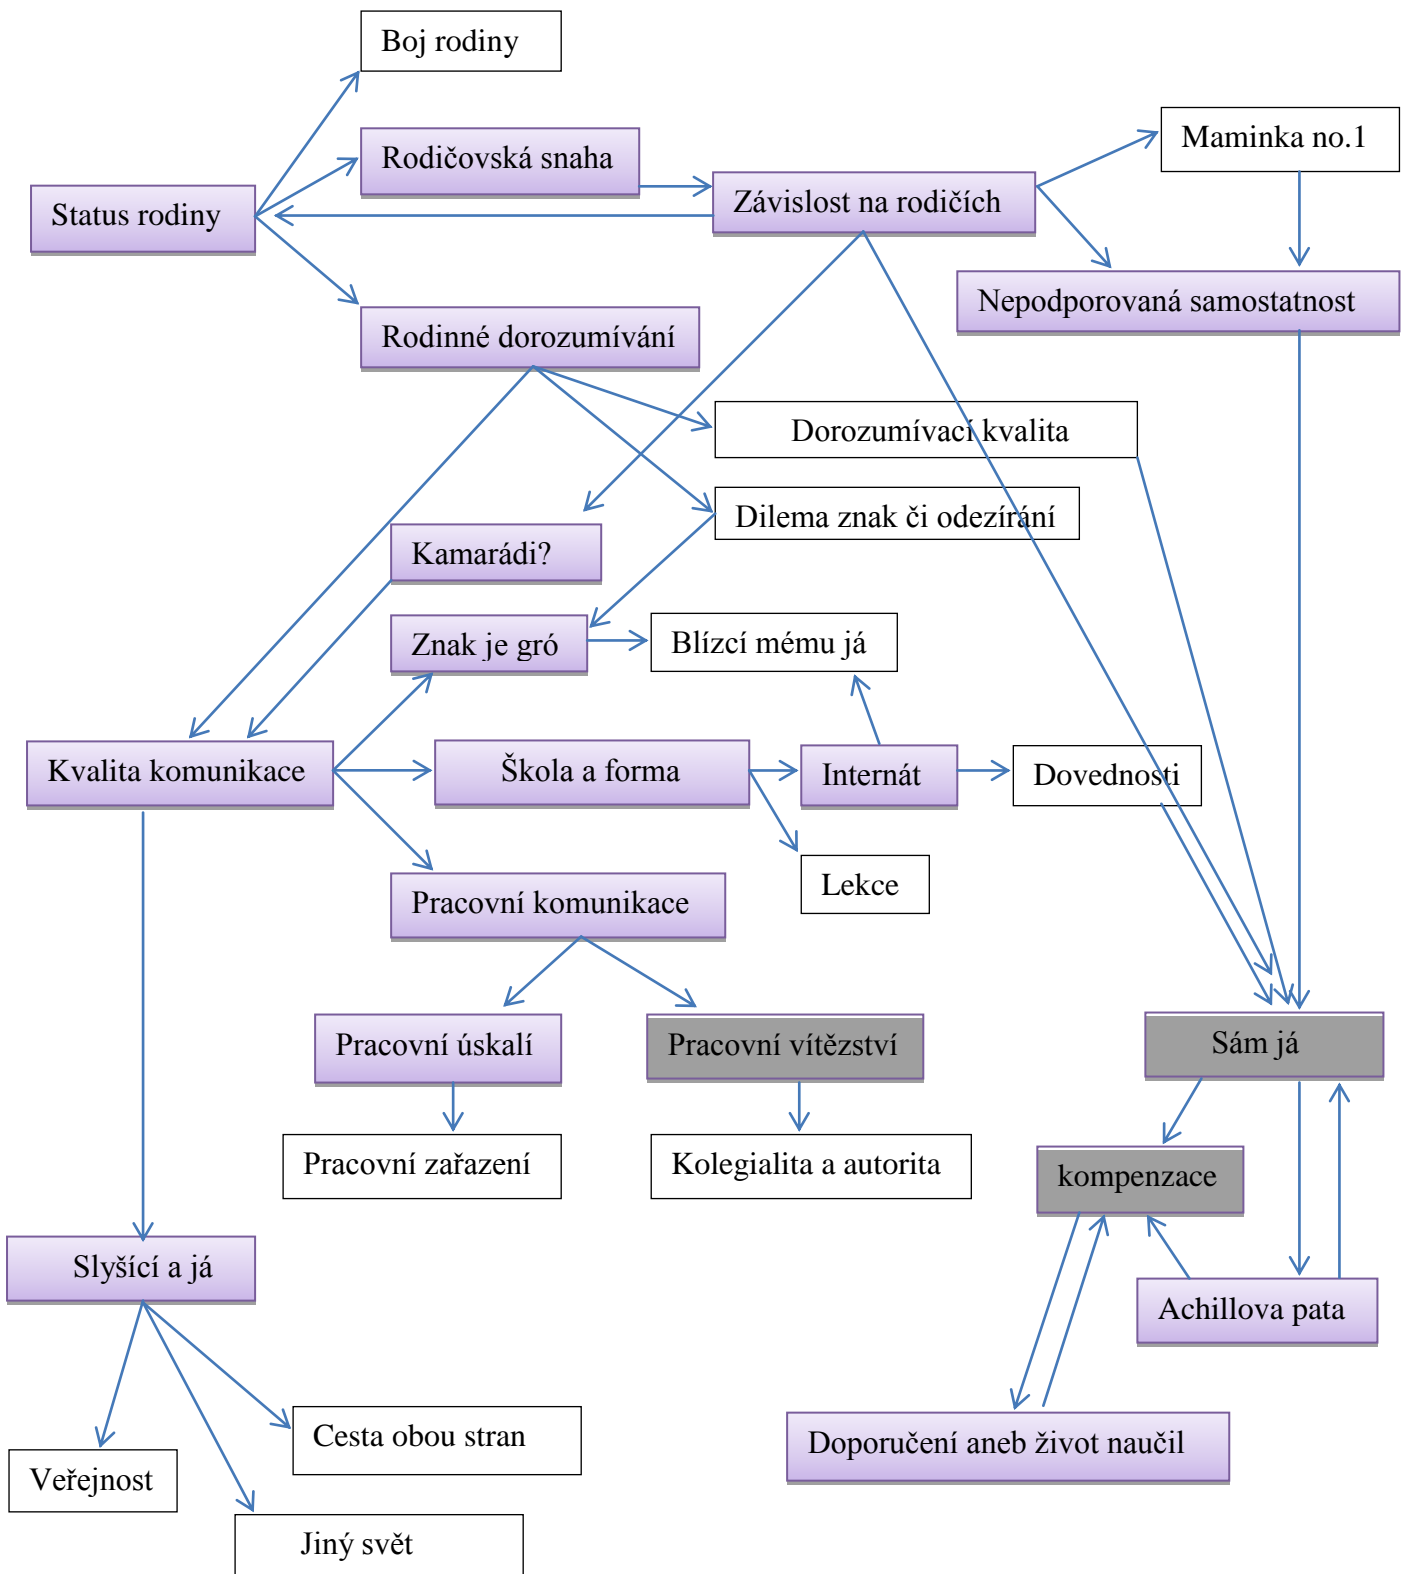 Boj rodiny
Maminka no.1
Rodičovská snaha
Status rodiny
Závislost na rodičích
Nepodporovaná samostatnost
Rodinné dorozumívání
Dorozumívací kvalita
Dilema znak či odezírání
Kamarádi?
Znak je gró
Blízcí mému já
Kvalita komunikace
Škola a forma
Internát
Dovednosti
Lekce
Pracovní komunikace
Pracovní úskalí
Pracovní vítězství
Sám já
Pracovní zařazení
Kolegialita a autorita
kompenzace
Slyšící a já
Achillova pata
Cesta obou stran
Doporučení aneb život naučil
Veřejnost
Jiný svět